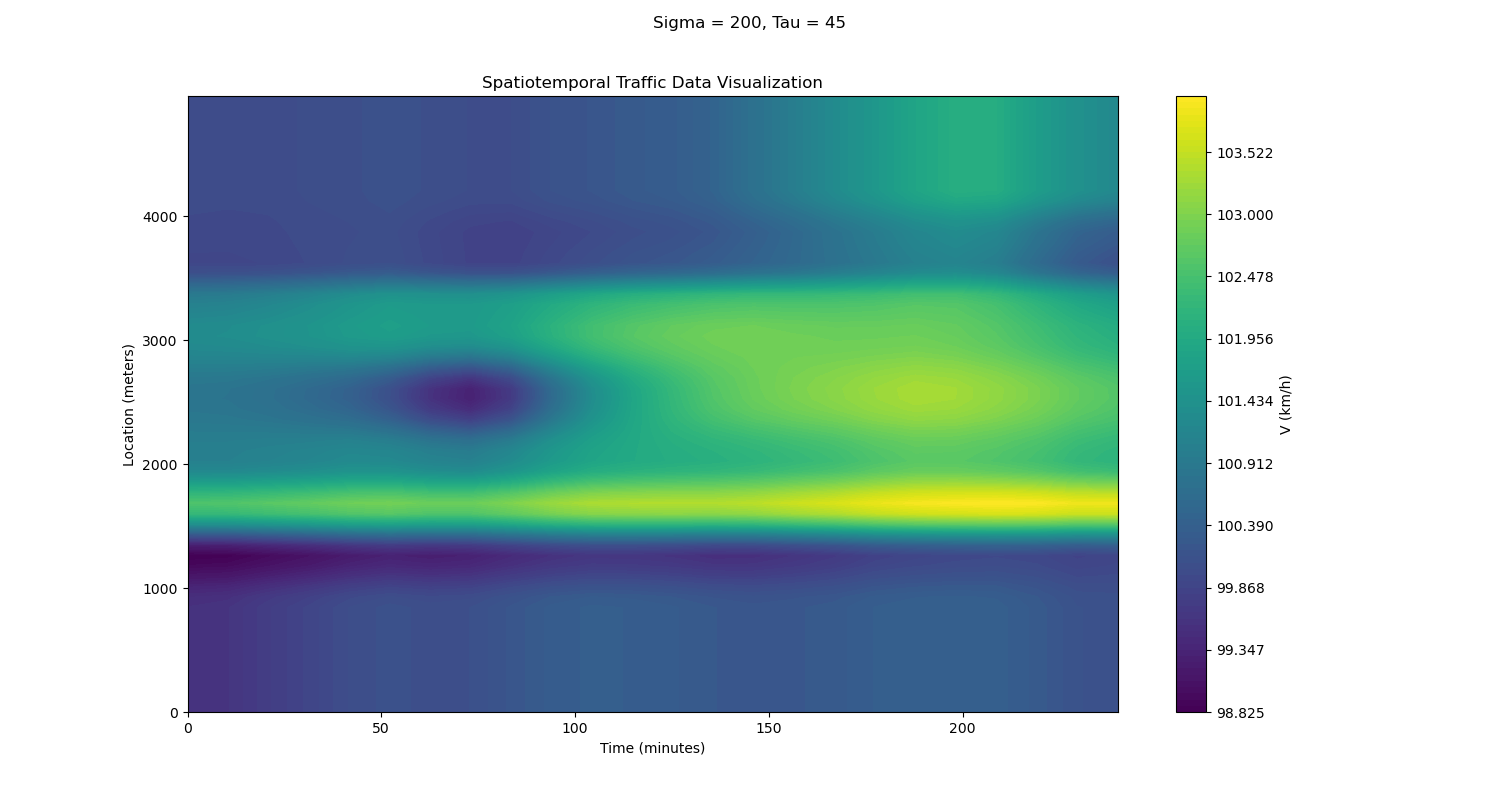 Sigma = 200, Tau = 45
Spatiotemporal Traffic Data Visualization
Location (meters)
4000
3000
2000
1000
0
0 50 100 150 200
Time (minutes)
103.522
103.000
102.478
101.956
101.434
100.912
100.390
99.868
99.347
98.825
V (km/h)